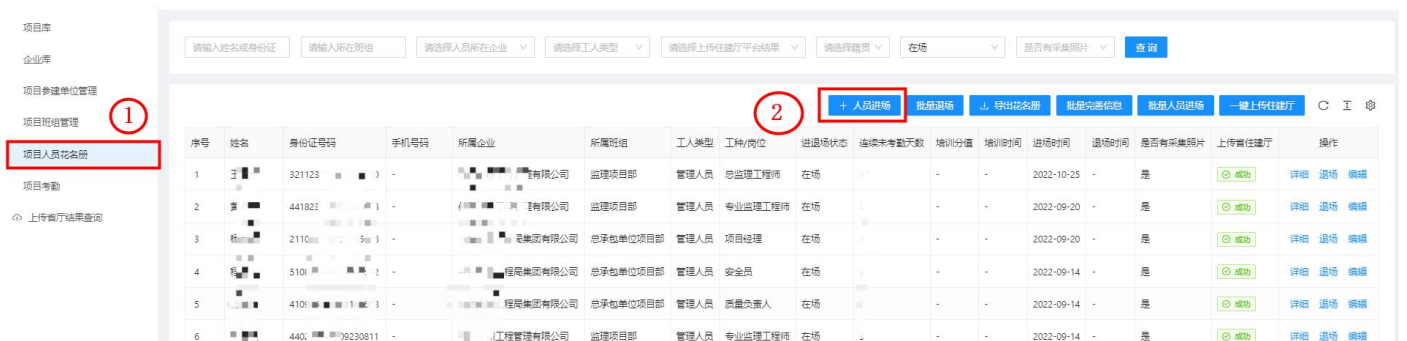 项目库
企业库
项目参建单位管理
项目班组管理
项目人员花名册
项目考勤
上传省厅结果查询
①
请输入姓名或身份证 请输入所在班组 请选择人员所在企业 请选择工人类型 请选择上传住建厅平台结果 请选择籍贯 在场 是否有采集照片 查询
② + 人员进场 批量退场 导出花名册 批量完善信息 批量人员进场 一键上传住建厅
序号 姓名 身份证号码 手机号码 所属企业 所属班组 工人类型 工种/岗位 进退场状态 连续未考勤天数 培训分值 培训时间 进场时间 退场时间 是否有采集照片 上传省住建厅 操作
1 321123 - 有限公司 监理项目部 管理人员 总监理工程师 在场 - - 2022-10-25 - 是 成功 详细 退场 编辑
2 441823 - 有限公司 监理项目部 管理人员 专业监理工程师 在场 - - 2022-09-20 - 是 成功 详细 退场 编辑
3 2110 - 局集团有限公司 总承包单位项目部 管理人员 项目经理 在场 - - 2022-09-20 - 是 成功 详细 退场 编辑
4 510 - 程局集团有限公司 总承包单位项目部 管理人员 安全员 在场 - - 2022-09-14 - 是 成功 详细 退场 编辑
5 410 - 程局集团有限公司 总承包单位项目部 管理人员 质量负责人 在场 - - 2022-09-14 - 是 成功 详细 退场 编辑
6 440 09230811 - 工程管理有限公司 监理项目部 管理人员 专业监理工程师 在场 - - 2022-09-14 - 是 成功 详细 退场 编辑